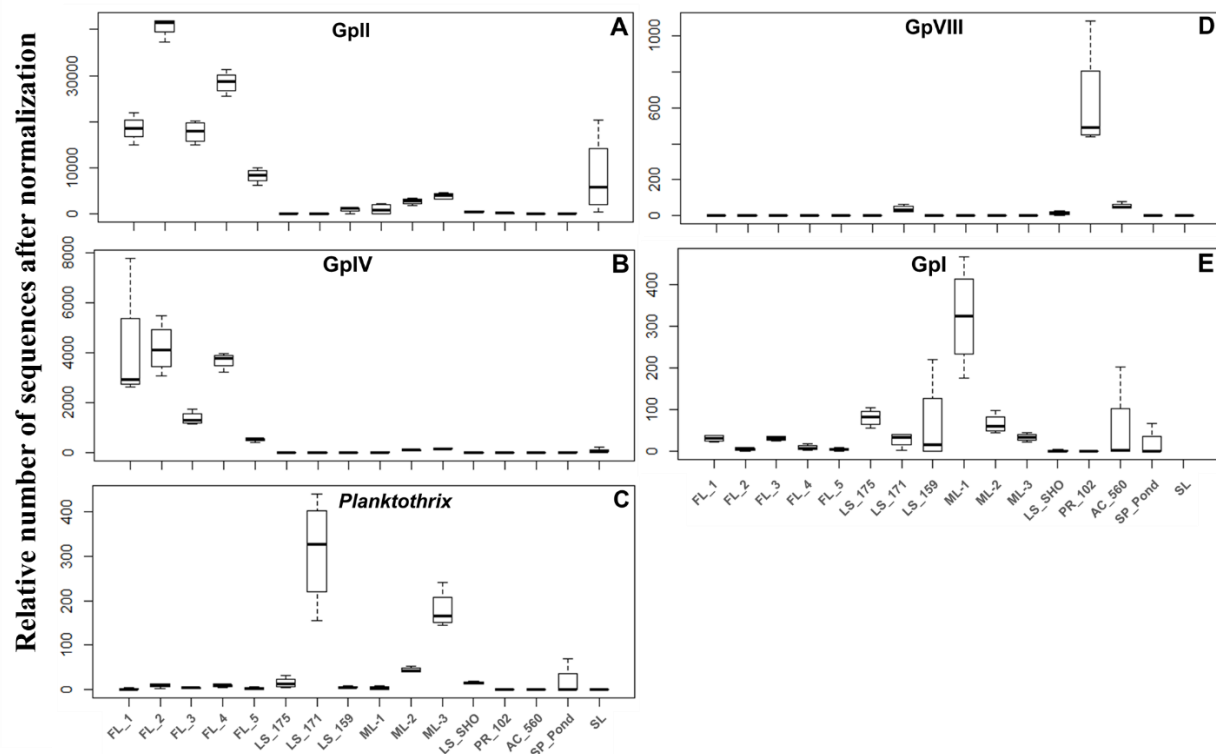 Relative number of sequences after normalization
GpII
A
0
10000
30000
GpIV
B
0
2000
4000
6000
8000
Planktothrix
C
0
100
200
300
400
FL_1
FL_2
FL_3
FL_4
FL_5
LS_175
LS_171
LS_159
ML-1
ML-2
ML-3
LS_SHO
PR_102
AC_560
SP_Pond
SL
GpVIII
D
0
200
600
1000
GpI
E
0
100
200
300
400
FL_1
FL_2
FL_3
FL_4
FL_5
LS_175
LS_171
LS_159
ML-1
ML-2
ML-3
LS_SHO
PR_102
AC_560
SP_Pond
SL